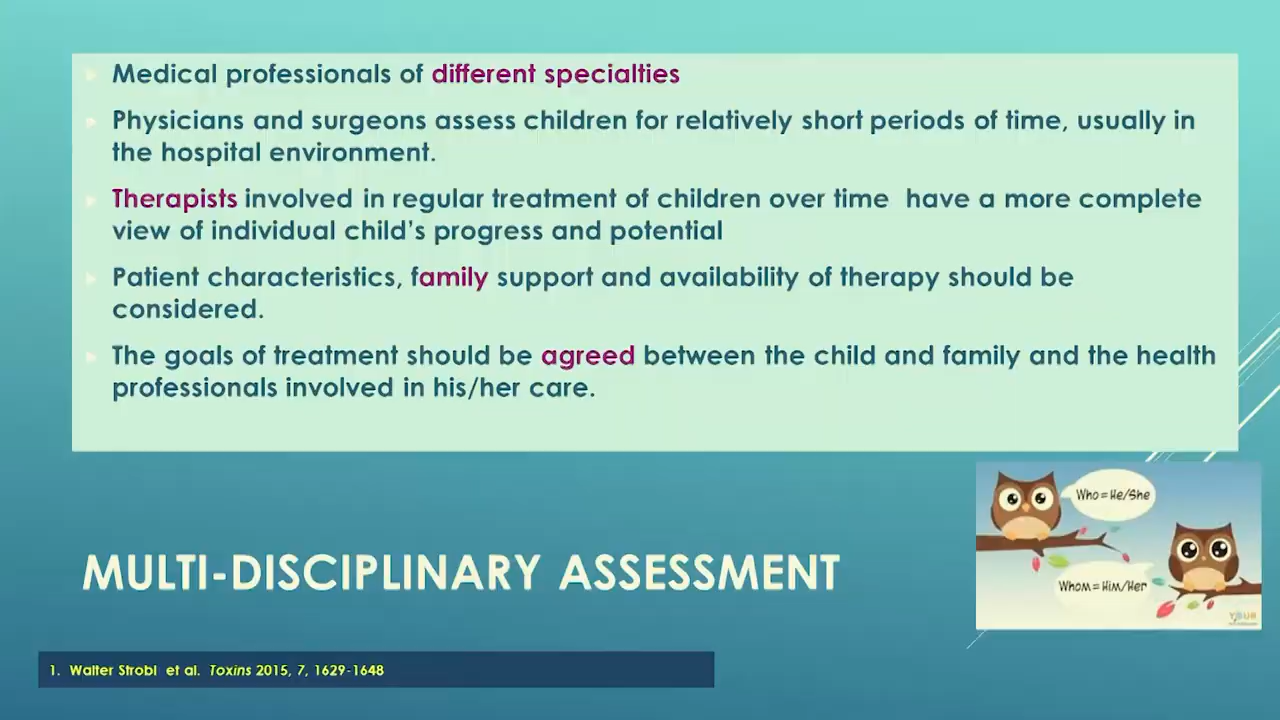 Medical professionals of different specialties
Physicians and surgeons assess children for relatively short periods of time, usually in
the hospital environment.
Therapists involved in regular treatment of children over time have a more complete
view of individual child's progress and potential
Patient characteristics, family support and availability of therapy should be
considered.
The goals of treatment should be agreed between the child and family and the health
professionals involved in his/her care.
Who=He/She
Whom=Him/Her
MULTI-DISCIPLINARY ASSESSMENT
1. Walter Strobl et al. Toxins 2015, 7, 1629-1648